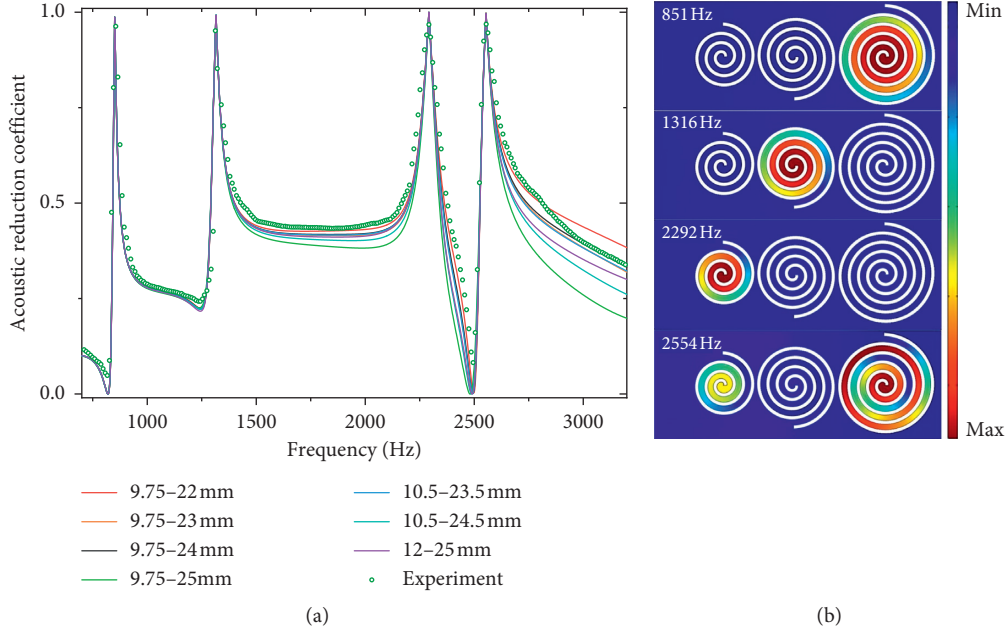 1.0
0.5
0.0
Acoustic reduction coefficient
1000 1500 2000 2500 3000
Frequency (Hz)
9.75–22 mm
9.75–23 mm
9.75–24 mm
9.75–25 mm
10.5–23.5 mm
10.5–24.5 mm
12–25 mm
Experiment
(a)
851 Hz
1316 Hz
2292 Hz
2554 Hz
Min
Max
(b)